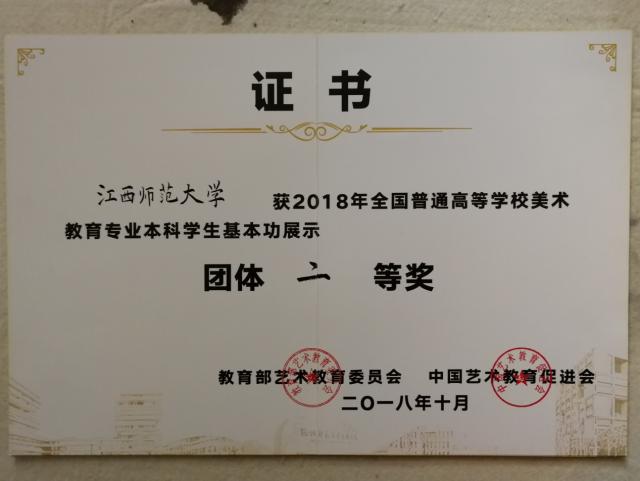 证书
江西师范大学 获2018年全国普通高等学校美术
教育专业本科学生基本功展示
团体 二 等奖
教育部艺术教育委员会 中国艺术教育促进会
二〇一八年十月